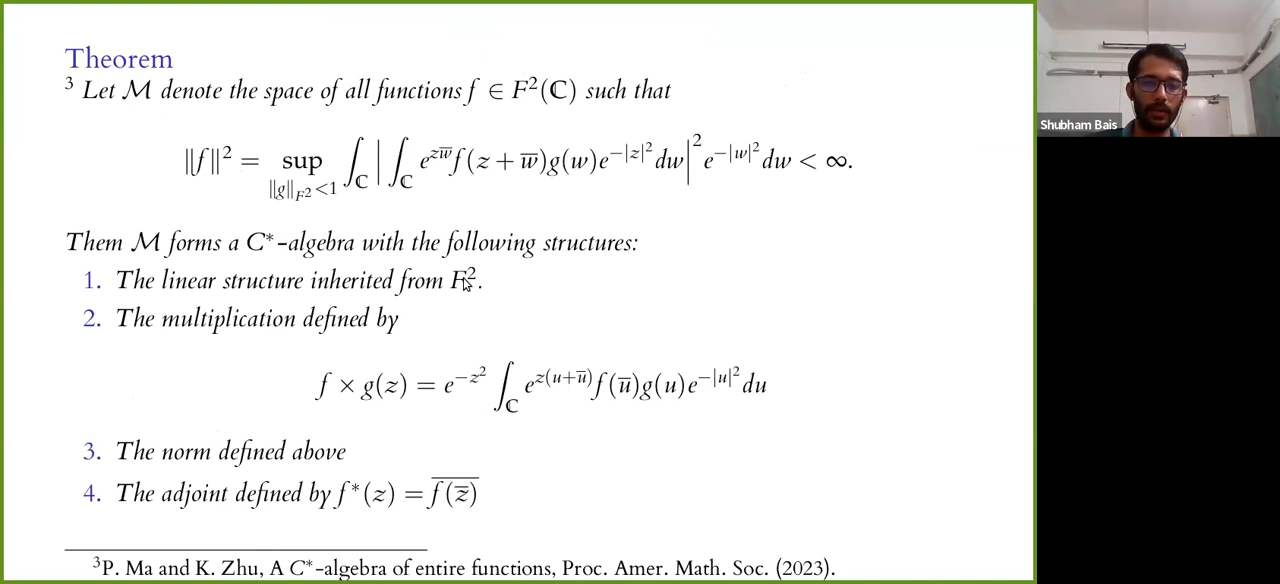 Theorem
³ Let ℳ denote the space of all functions f ∈ F²(ℂ) such that
‖f‖² = sup_{‖g‖_{F²}<1} ∫_ℂ | ∫_ℂ e^{zw̅} f(z + w̅)g(w)e^{−|z|²} dw |² e^{−|w|²} dw < ∞.
Them ℳ forms a C*-algebra with the following structures:
1. The linear structure inherited from F².
2. The multiplication defined by
f × g(z) = e^{−z²} ∫_ℂ e^{z(u+u̅)} f(u̅)g(u)e^{−|u|²} du
3. The norm defined above
4. The adjoint defined by f*(z) = \overline{f(z̅)}
³P. Ma and K. Zhu, A C*-algebra of entire functions, Proc. Amer. Math. Soc. (2023).
Shubham Bais